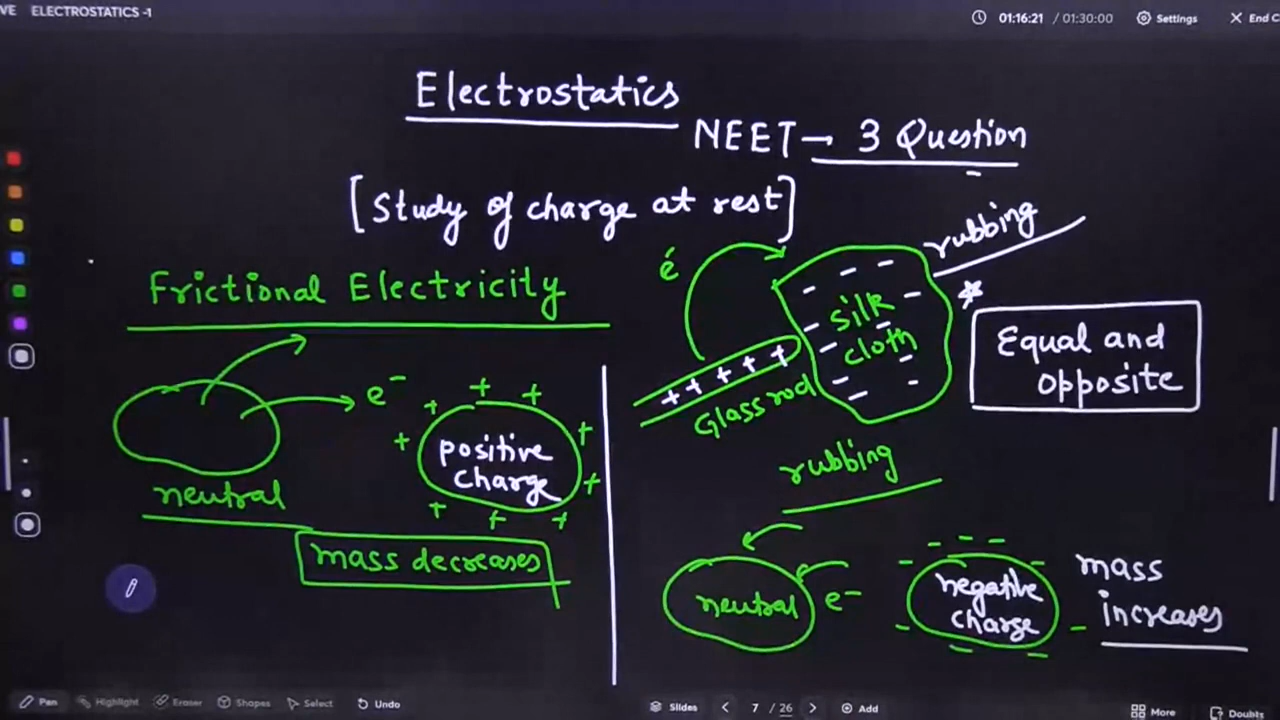 VE ELECTROSTATICS -1
01:16:21 / 01:30:00
Settings
End C
Electrostatics
NEET → 3 Question
[Study of charge at rest]
rubbing
Frictional Electricity
é
silk
cloth
+ + + + +
Glass rod
Equal and
opposite
e⁻
neutral
positive
charge
mass decreases
rubbing
neutral
e⁻
negative
charge
mass
increases
Pen Highlight Eraser Shapes Select Undo
Slides < 7 / 26 > Add
More Doubts